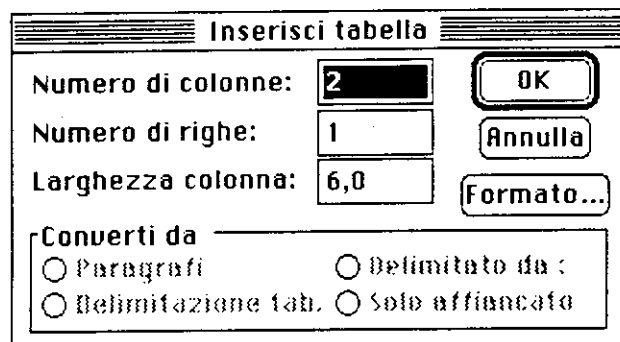 Inserisci tabella
Numero di colonne: 2 OK
Numero di righe: 1 Annulla
Larghezza colonna: 6,0 Formato...
Converti da
Paragrafi Delimitato da :
Delimitazione tab. Solo affiancato